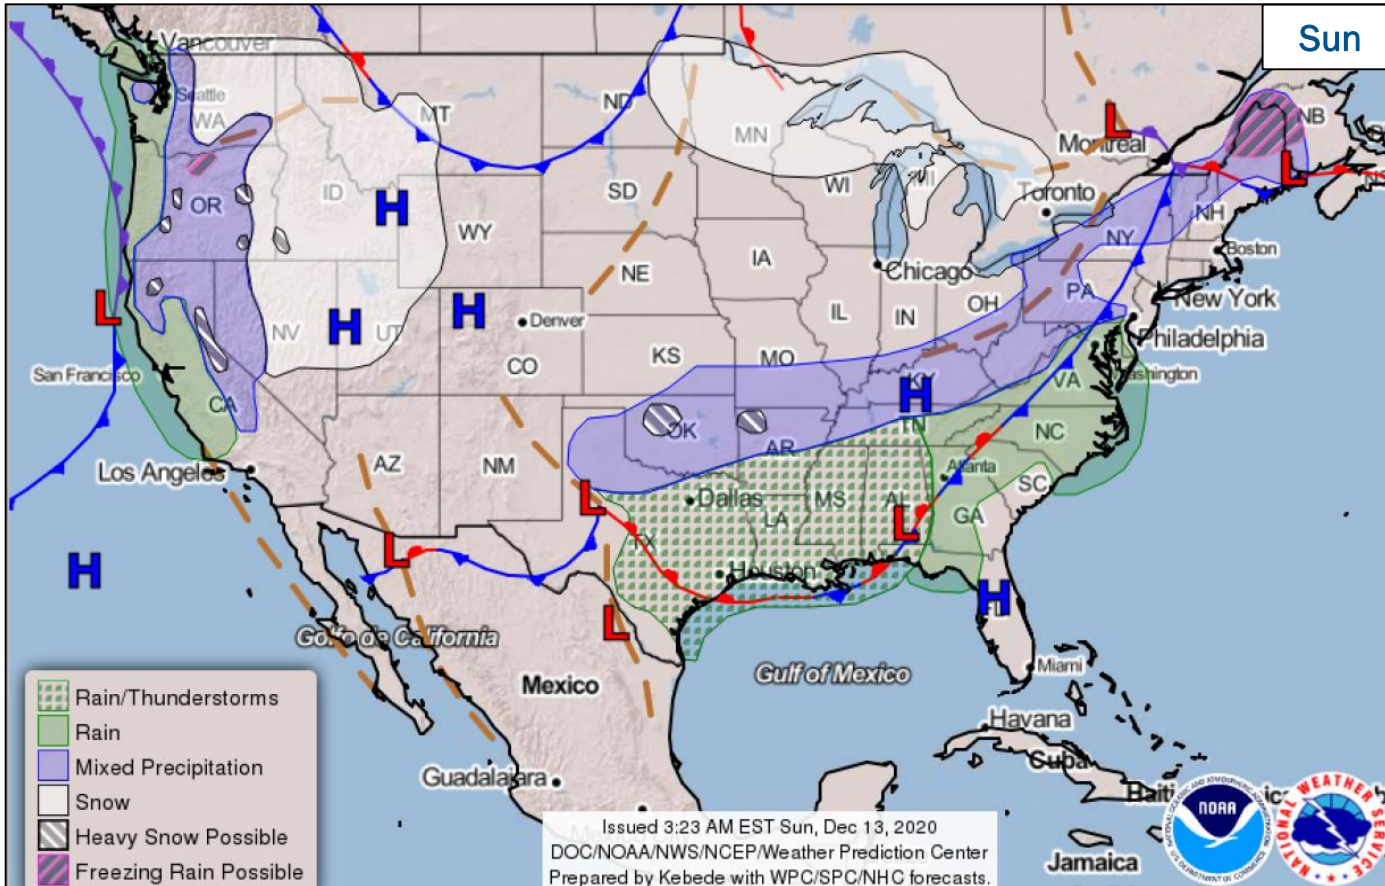 Sun
Vancouver
Seattle
WA
MT
ND
MN
Montreal
NB
OR
ID
SD
WI
MI
Toronto
NY
NH
Boston
WY
IA
Chicago
NE
PA
New York
OH
IL
IN
NV
UT
Denver
Philadelphia
San Francisco
CO
KS
MO
KY
VA
CA
OK
TN
NC
AR
Los Angeles
AZ
NM
Atlanta
SC
Dallas
MS
AL
GA
LA
TX
Houston
H
H
H
H
H
H
L
L
L
L
L
L
L
Golfo de California
Mexico
Gulf of Mexico
Miami
Havana
Cuba
Guadalajara
Jamaica
Rain/Thunderstorms
Rain
Mixed Precipitation
Snow
Heavy Snow Possible
Freezing Rain Possible
Issued 3:23 AM EST Sun, Dec 13, 2020
DOC/NOAA/NWS/NCEP/Weather Prediction Center
Prepared by Kebede with WPC/SPC/NHC forecasts.
NOAA
NATIONAL WEATHER SERVICE